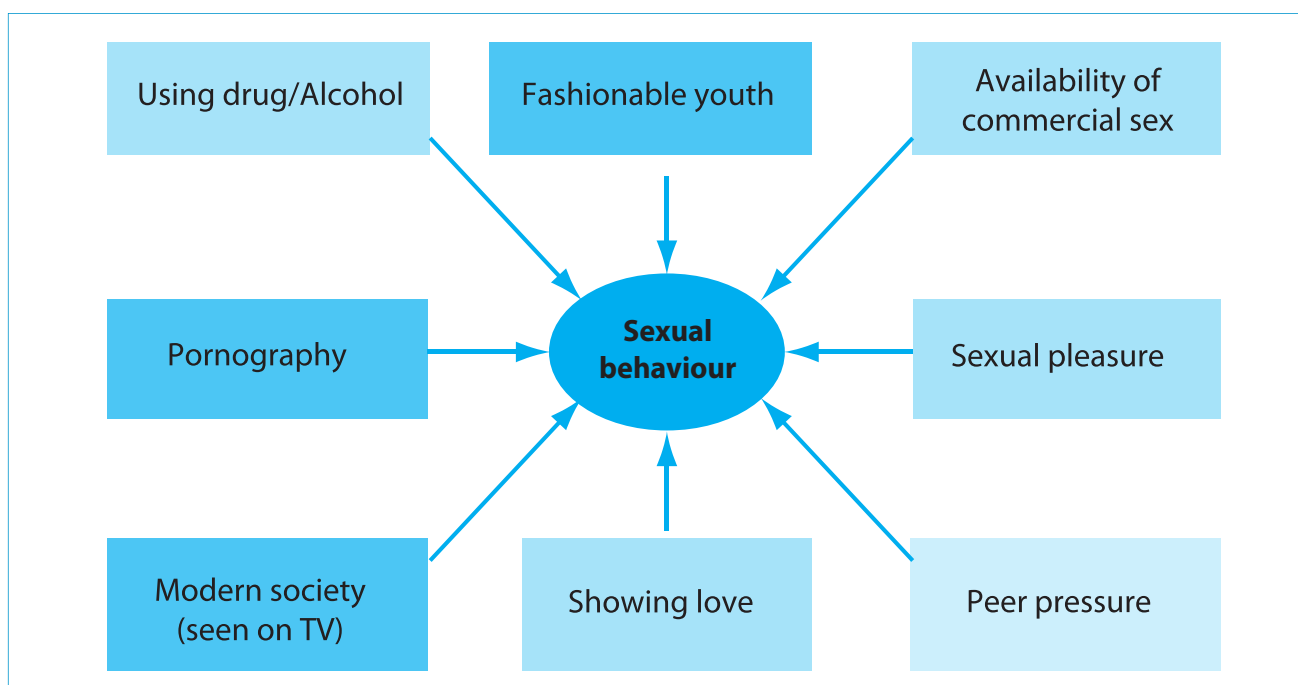 Using drug/Alcohol
Fashionable youth
Availability of
commercial sex
Pornography
Sexual
behaviour
Sexual pleasure
Modern society
(seen on TV)
Showing love
Peer pressure